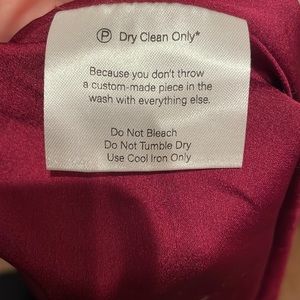 Ⓟ Dry Clean Only*
Because you don't throw
a custom-made piece in the
wash with everything else.
Do Not Bleach
Do Not Tumble Dry
Use Cool Iron Only